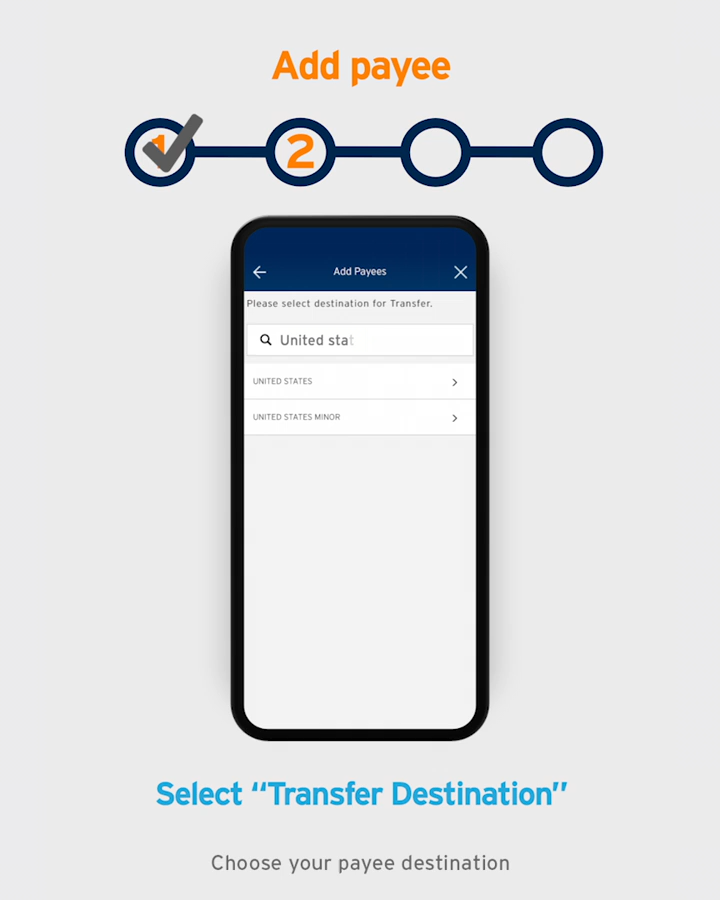 Add payee
1
2
Add Payees
Please select destination for Transfer.
United stat
UNITED STATES
UNITED STATES MINOR
Select “Transfer Destination”
Choose your payee destination